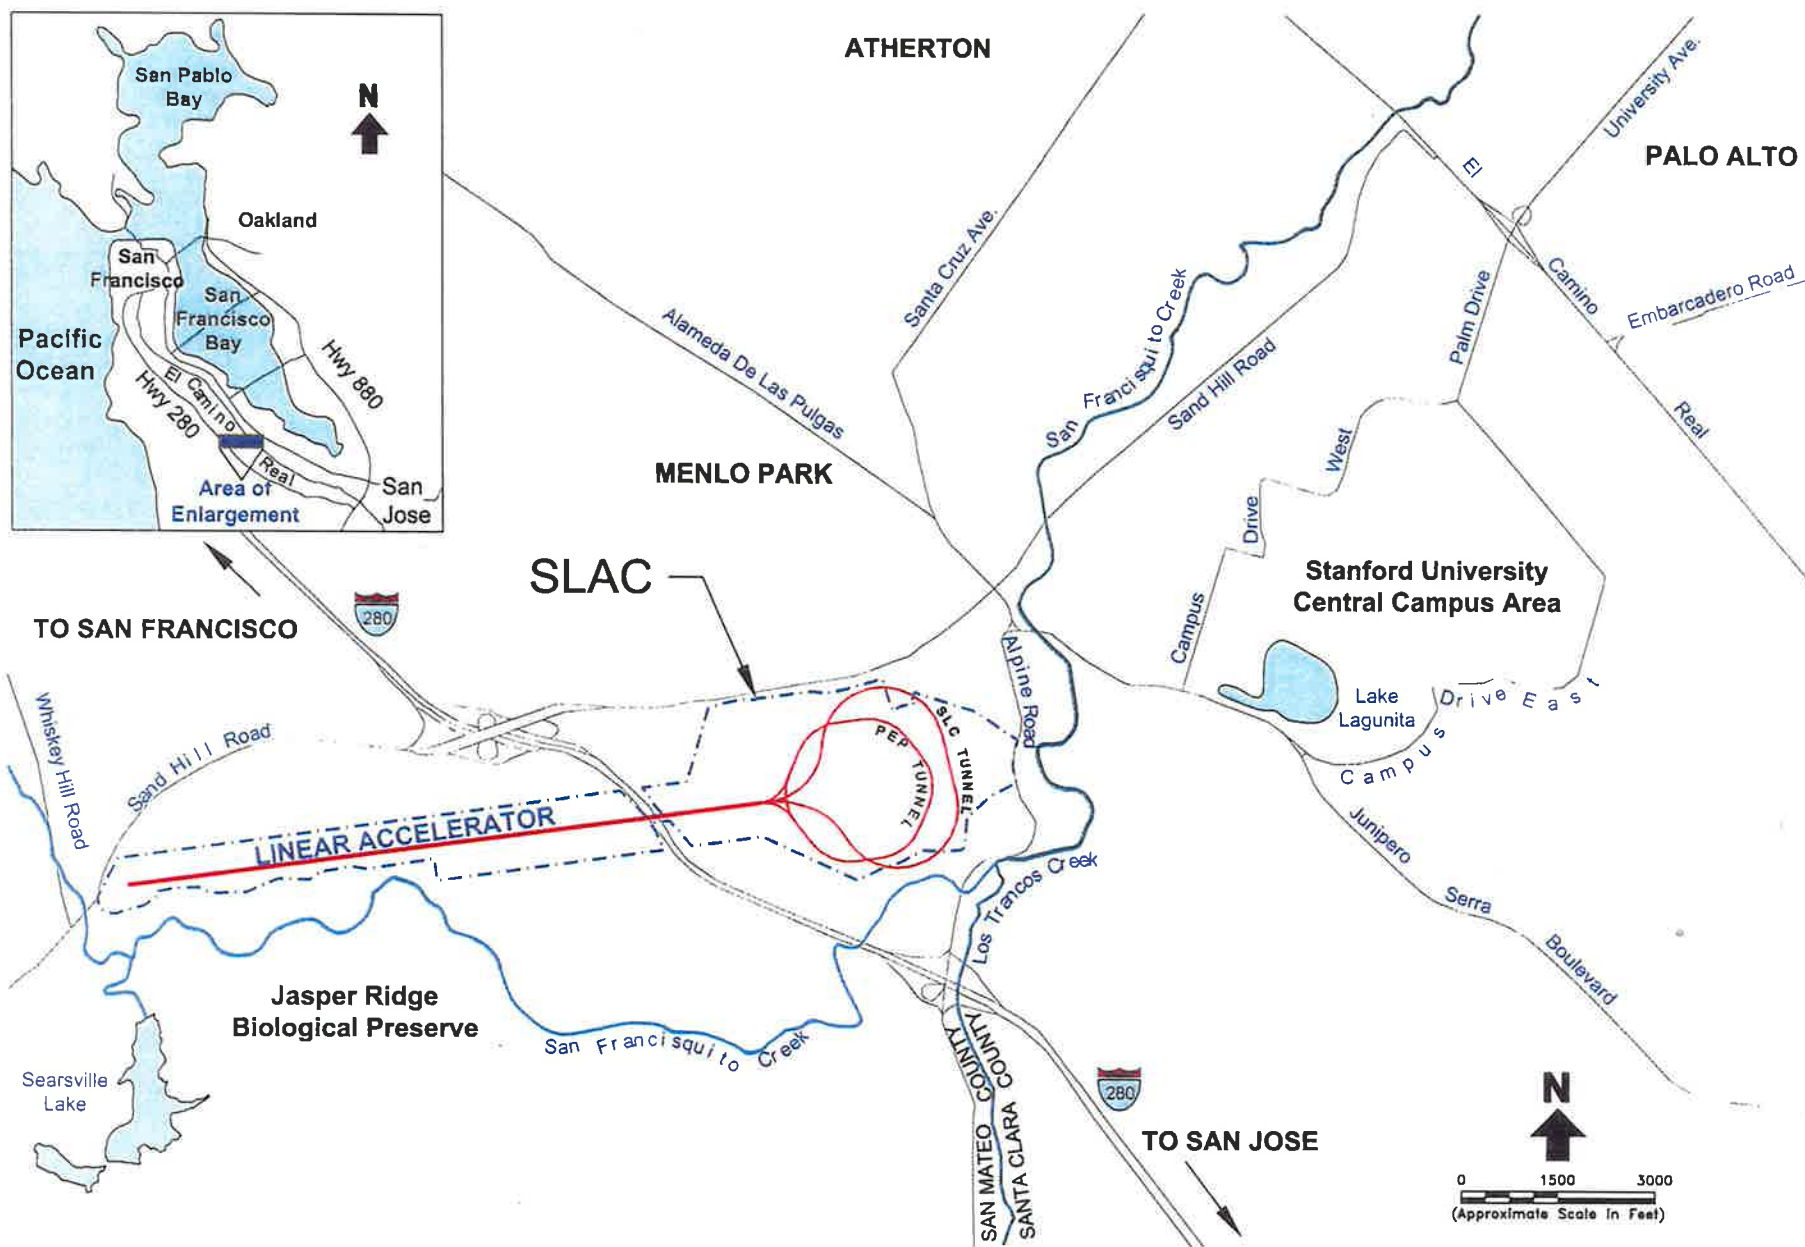 San Pablo
Bay
N
Oakland
San
Francisco
San
Francisco
Bay
Pacific
Ocean
Hwy 880
El Camino
Hwy 280
Real
Area of
Enlargement
San
Jose
ATHERTON
University Ave.
PALO ALTO
El
Camino
Real
Embarcadero Road
Palm Drive
Santa Cruz Ave.
San Francisquito Creek
Sand Hill Road
Alameda De Las Pulgas
MENLO PARK
Campus
Drive
West
Stanford University
Central Campus Area
SLAC
280
TO SAN FRANCISCO
Alpine Road
Lake
Lagunita
Campus
Drive East
Whiskey Hill Road
Sand Hill Road
SLC TUNNEL
PEP TUNNEL
LINEAR ACCELERATOR
Junipero
Serra
Boulevard
Los Trancos Creek
Jasper Ridge
Biological Preserve
San Francisquito Creek
Searsville
Lake
SAN MATEO COUNTY
SANTA CLARA COUNTY
280
TO SAN JOSE
N
0 1500 3000
(Approximate Scale in Feet)